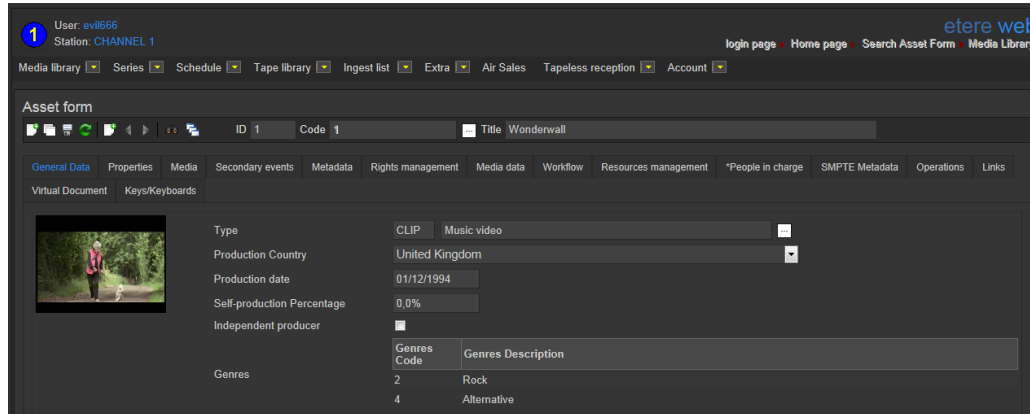 1
User: evil666
Station: CHANNEL 1
etere web
login page Home page Search Asset Form Media Library
Media library Series Schedule Tape library Ingest list Extra Air Sales Tapeless reception Account
Asset form
ID 1 Code 1 ... Title Wonderwall
General Data Properties Media Secondary events Metadata Rights management Media data Workflow Resources management *People in charge SMPTE Metadata Operations Links
Virtual Document Keys/Keyboards
Type CLIP Music video ...
Production Country United Kingdom
Production date 01/12/1994
Self-production Percentage 0,0%
Independent producer
Genres
Genres Code Genres Description
2 Rock
4 Alternative